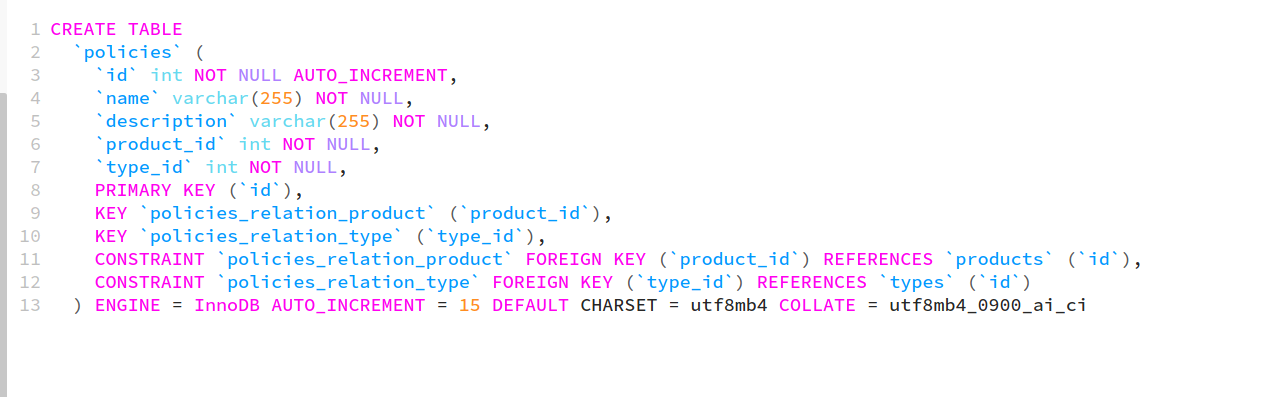 1 CREATE TABLE
2 `policies` (
3 `id` int NOT NULL AUTO_INCREMENT,
4 `name` varchar(255) NOT NULL,
5 `description` varchar(255) NOT NULL,
6 `product_id` int NOT NULL,
7 `type_id` int NOT NULL,
8 PRIMARY KEY (`id`),
9 KEY `policies_relation_product` (`product_id`),
10 KEY `policies_relation_type` (`type_id`),
11 CONSTRAINT `policies_relation_product` FOREIGN KEY (`product_id`) REFERENCES `products` (`id`),
12 CONSTRAINT `policies_relation_type` FOREIGN KEY (`type_id`) REFERENCES `types` (`id`)
13 ) ENGINE = InnoDB AUTO_INCREMENT = 15 DEFAULT CHARSET = utf8mb4 COLLATE = utf8mb4_0900_ai_ci